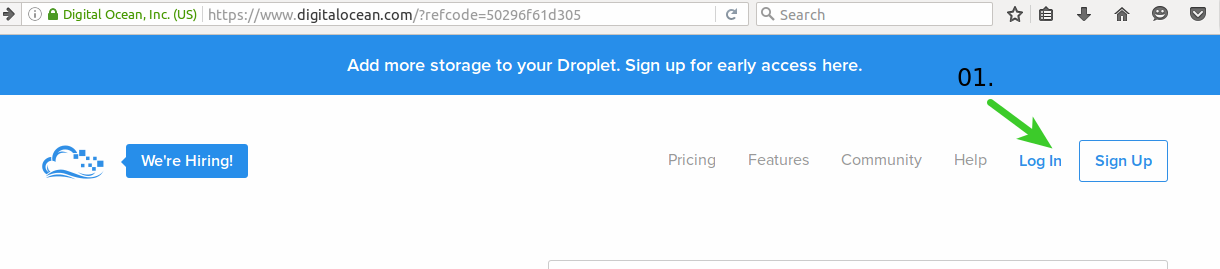 Digital Ocean, Inc. (US) https://www.digitalocean.com/?refcode=50296f61d305 Search
Add more storage to your Droplet. Sign up for early access here.
01.
We're Hiring! Pricing Features Community Help Log In Sign Up